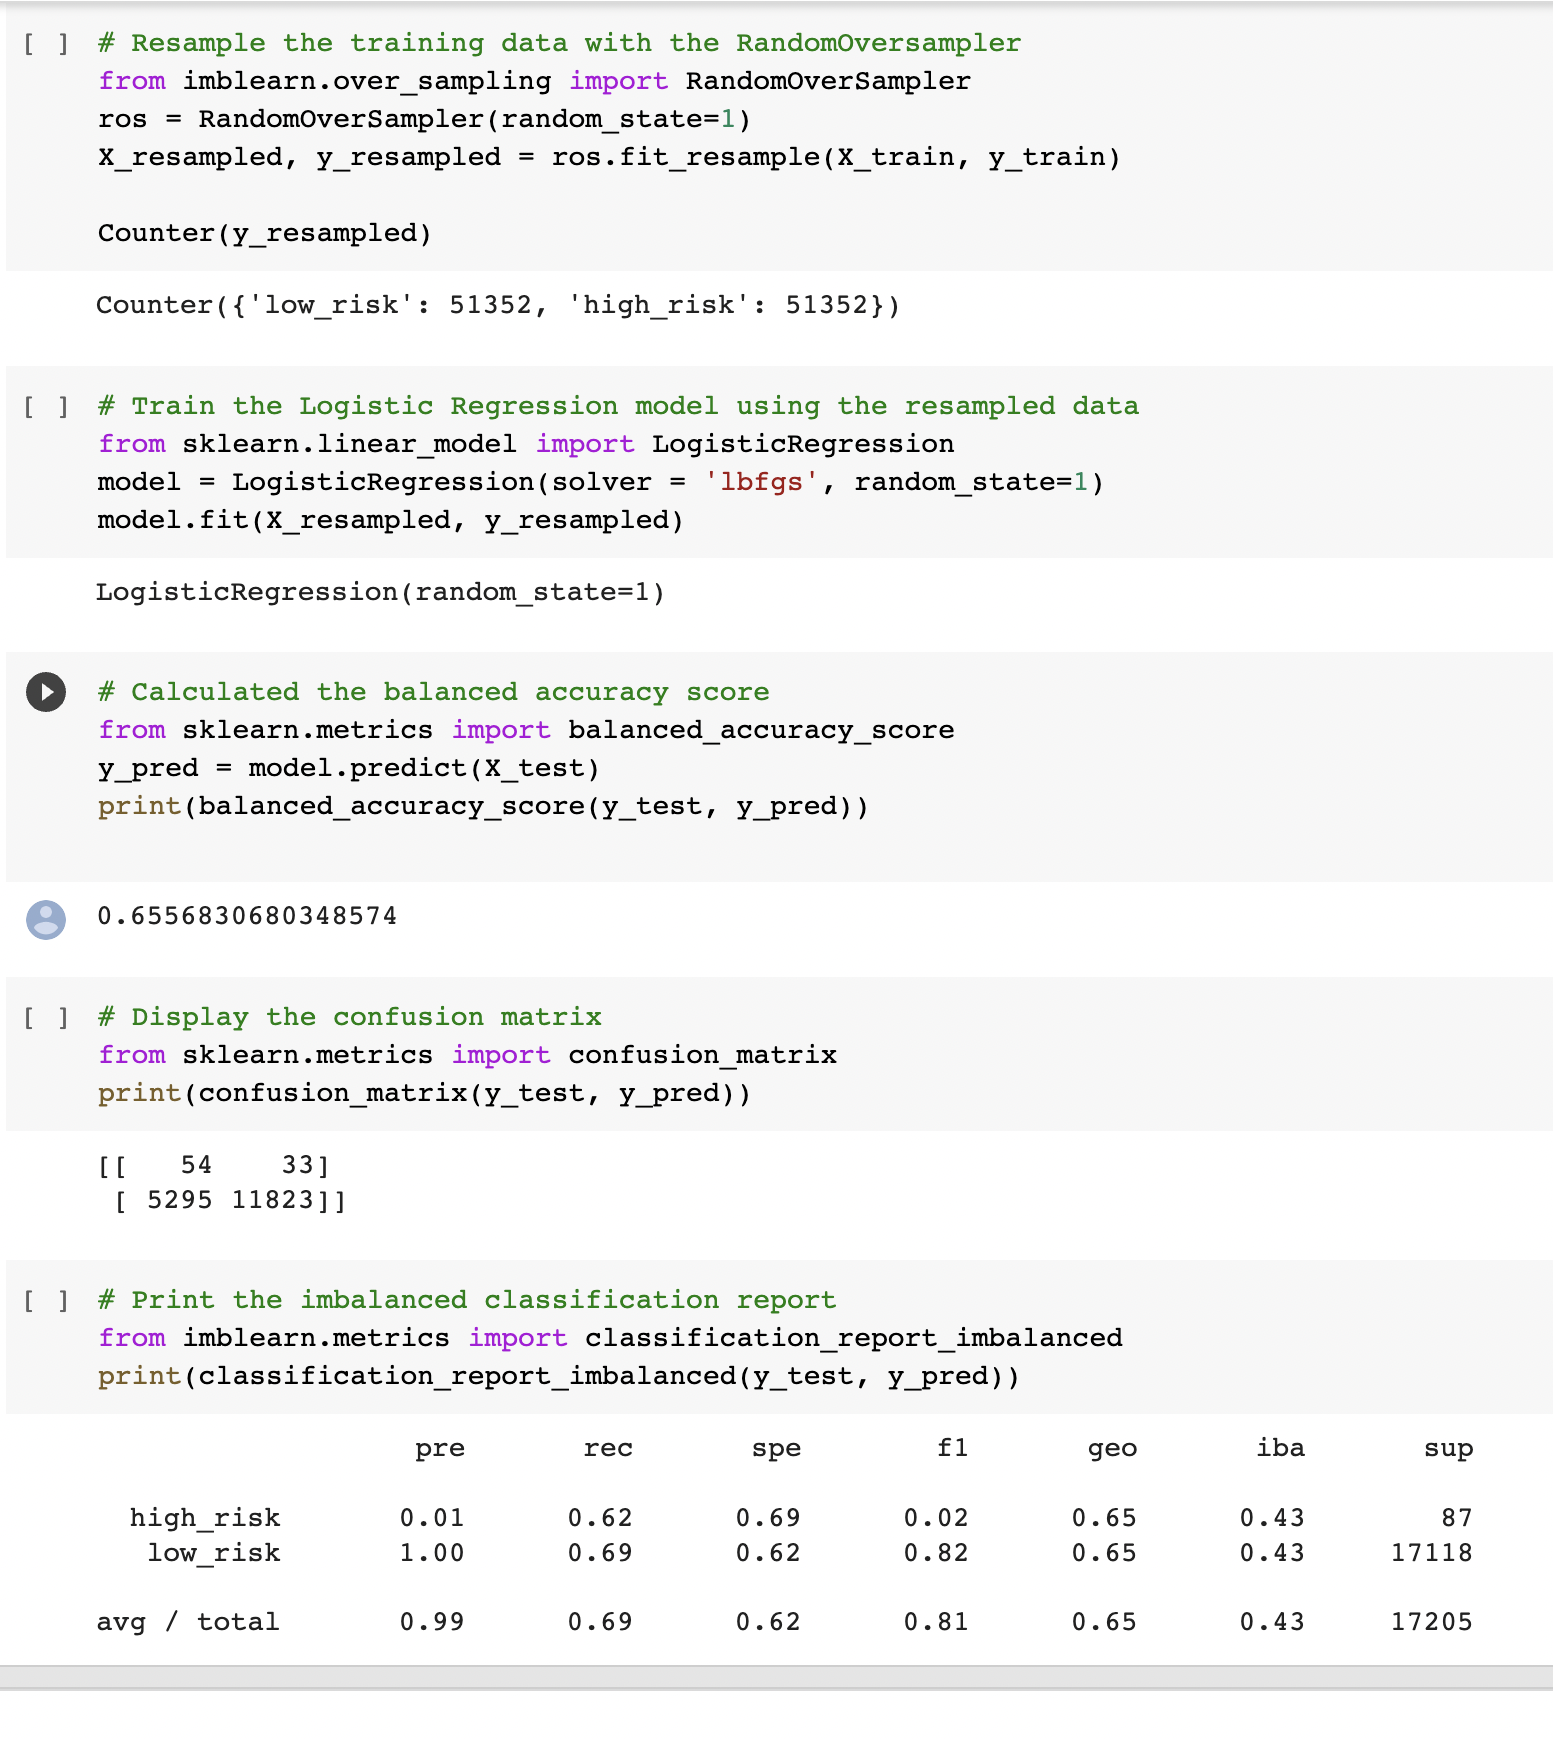 [ ] # Resample the training data with the RandomOversampler
from imblearn.over_sampling import RandomOverSampler
ros = RandomOverSampler(random_state=1)
X_resampled, y_resampled = ros.fit_resample(X_train, y_train)
Counter(y_resampled)
Counter({'low_risk': 51352, 'high_risk': 51352})
[ ] # Train the Logistic Regression model using the resampled data
from sklearn.linear_model import LogisticRegression
model = LogisticRegression(solver = 'lbfgs', random_state=1)
model.fit(X_resampled, y_resampled)
LogisticRegression(random_state=1)
# Calculated the balanced accuracy score
from sklearn.metrics import balanced_accuracy_score
y_pred = model.predict(X_test)
print(balanced_accuracy_score(y_test, y_pred))
0.6556830680348574
[ ] # Display the confusion matrix
from sklearn.metrics import confusion_matrix
print(confusion_matrix(y_test, y_pred))
[[   54    33]
 [ 5295 11823]]
[ ] # Print the imbalanced classification report
from imblearn.metrics import classification_report_imbalanced
print(classification_report_imbalanced(y_test, y_pred))
pre rec spe f1 geo iba sup
high_risk 0.01 0.62 0.69 0.02 0.65 0.43 87
low_risk 1.00 0.69 0.62 0.82 0.65 0.43 17118
avg / total 0.99 0.69 0.62 0.81 0.65 0.43 17205